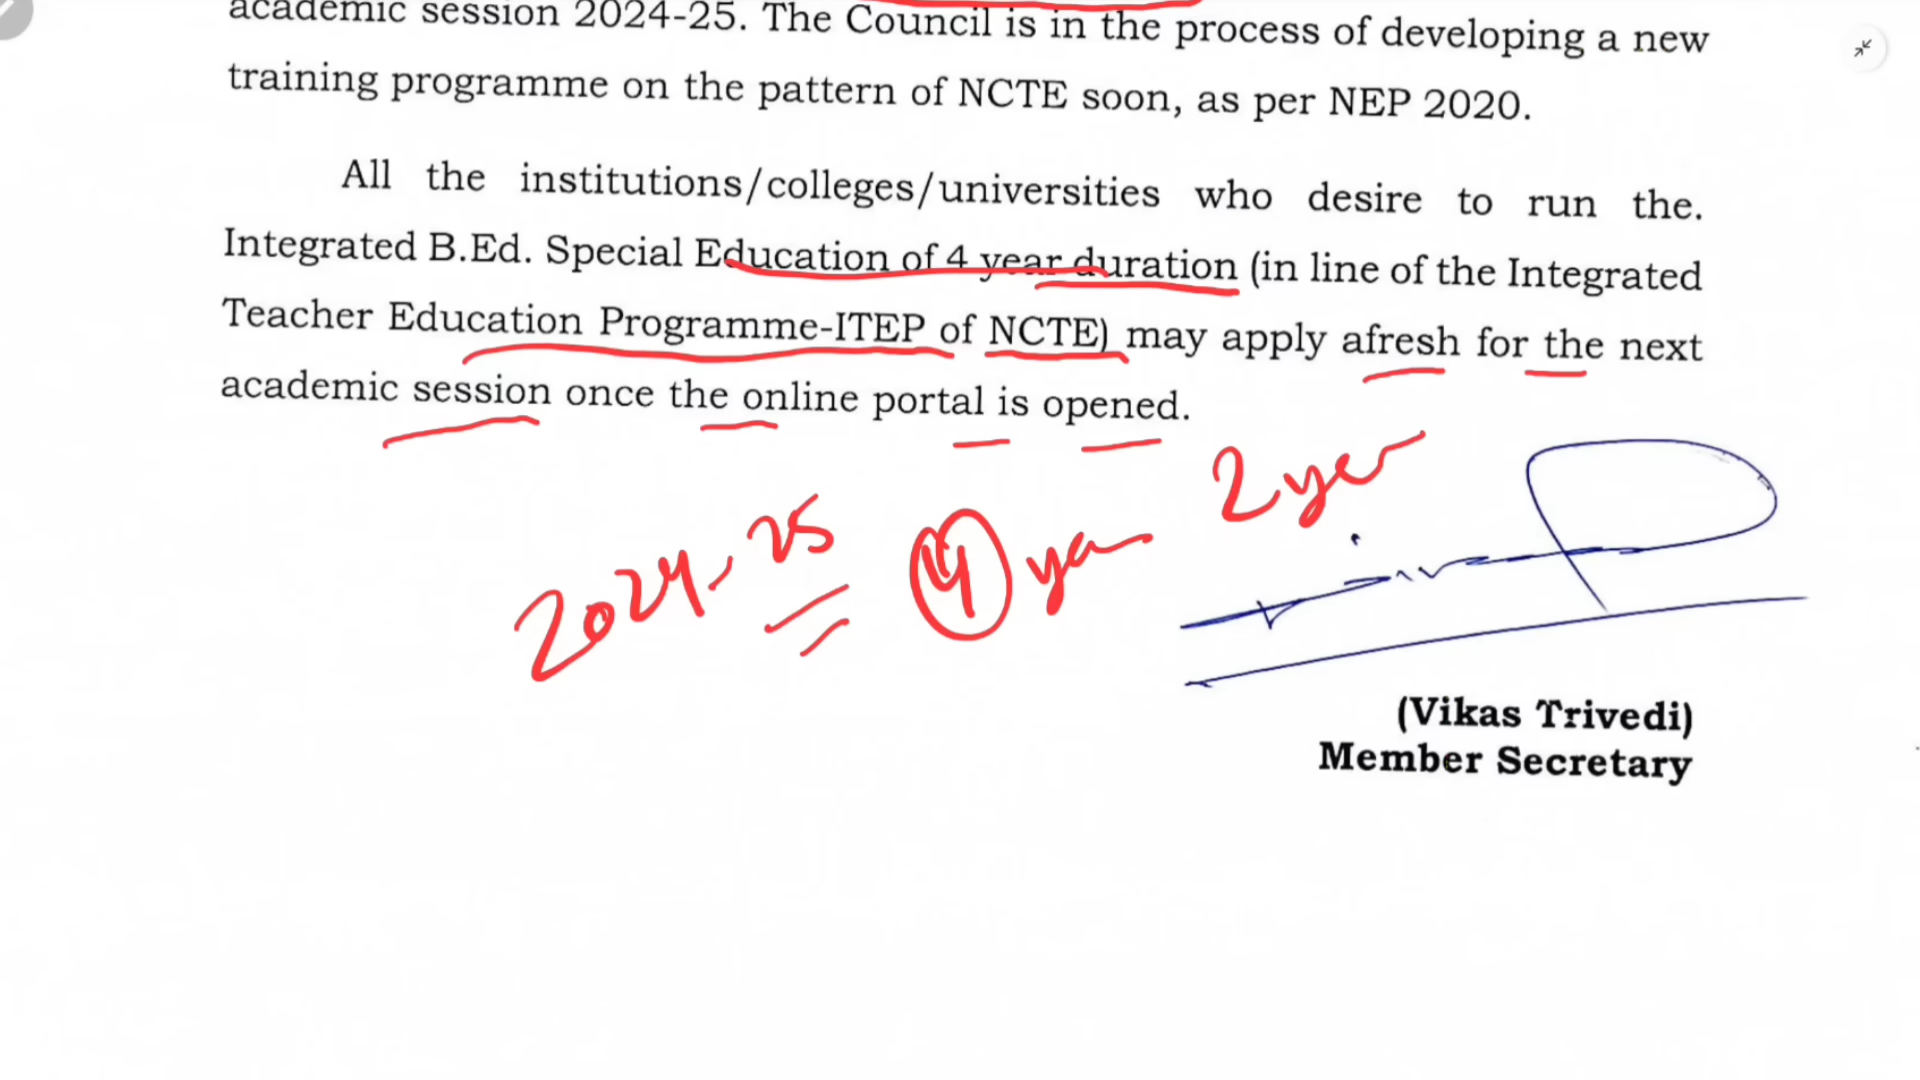 academic session 2024-25. The Council is in the process of developing a new
training programme on the pattern of NCTE soon, as per NEP 2020.
All the institutions/colleges/universities who desire to run the.
Integrated B.Ed. Special Education of 4 year duration (in line of the Integrated
Teacher Education Programme-ITEP of NCTE) may apply afresh for the next
academic session once the online portal is opened.
2 yer
2024-25 4 yer
(Vikas Trivedi)
Member Secretary